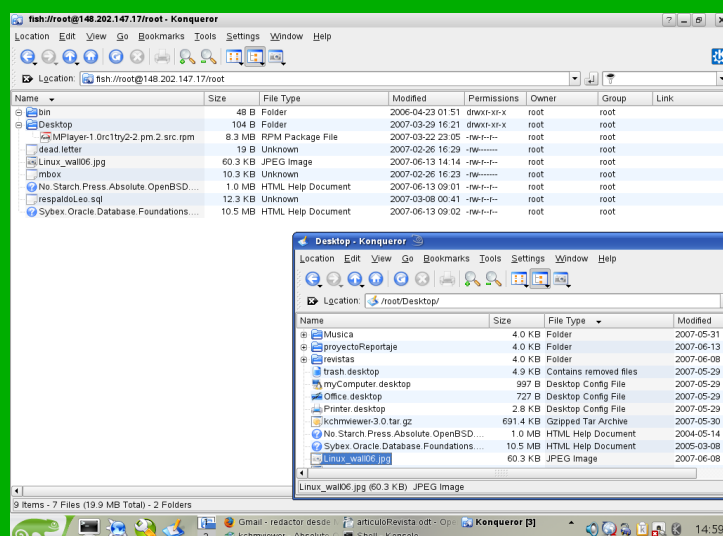 fish://root@148.202.147.17/root - Konqueror
Location Edit View Go Bookmarks Tools Settings Window Help
Location: fish://root@148.202.147.17/root
Name Size File Type Modified Permissions Owner Group Link
bin 48 B Folder 2006-04-23 01:51 drwxr-xr-x root root
Desktop 104 B Folder 2007-03-29 16:21 drwxr-xr-x root root
MPlayer-1.0rc1try2-2.pm.2.src.rpm 8.3 MB RPM Package File 2007-03-22 23:05 -rw-r--r-- root root
dead.letter 19 B Unknown 2007-02-26 16:29 -rw------- root root
Linux_wall06.jpg 60.3 KB JPEG Image 2007-06-13 14:14 -rw-r--r-- root root
mbox 10.3 KB Unknown 2007-02-26 16:23 -rw------- root root
No.Starch.Press.Absolute.OpenBSD.... 1.0 MB HTML Help Document 2007-06-13 09:01 -rw-r--r-- root root
respaldoLeo.sql 12.3 KB Unknown 2007-03-08 00:41 -rw-r--r-- root root
Sybex.Oracle.Database.Foundations.... 10.5 MB HTML Help Document 2007-06-13 09:02 -rw-r--r-- root root
Desktop - Konqueror
Location Edit View Go Bookmarks Tools Settings Window Help
Location: /root/Desktop/
Name Size File Type Modified
Musica 4.0 KB Folder 2007-05-31
proyectoReportaje 4.0 KB Folder 2007-06-13
revistas 4.0 KB Folder 2007-06-08
trash.desktop 4.9 KB Contains removed files 2007-05-29
myComputer.desktop 997 B Desktop Config File 2007-05-29
Office.desktop 727 B Desktop Config File 2007-05-29
Printer.desktop 2.8 KB Desktop Config File 2007-05-29
kchmviewer-3.0.tar.gz 691.4 KB Gzipped Tar Archive 2007-05-30
No.Starch.Press.Absolute.OpenBSD.... 1.0 MB HTML Help Document 2004-05-14
Sybex.Oracle.Database.Foundations.... 10.5 MB HTML Help Document 2005-03-08
Linux_wall06.jpg 60.3 KB JPEG Image 2007-06-08
Linux_wall06.jpg (60.3 KB) JPEG Image
9 Items - 7 Files (19.9 MB Total) - 2 Folders
Gmail - redactor desde articuloRevista.odt - Ope Konqueror [3] 14:59
2 kchmviewer - Absolute Shell - Konsole